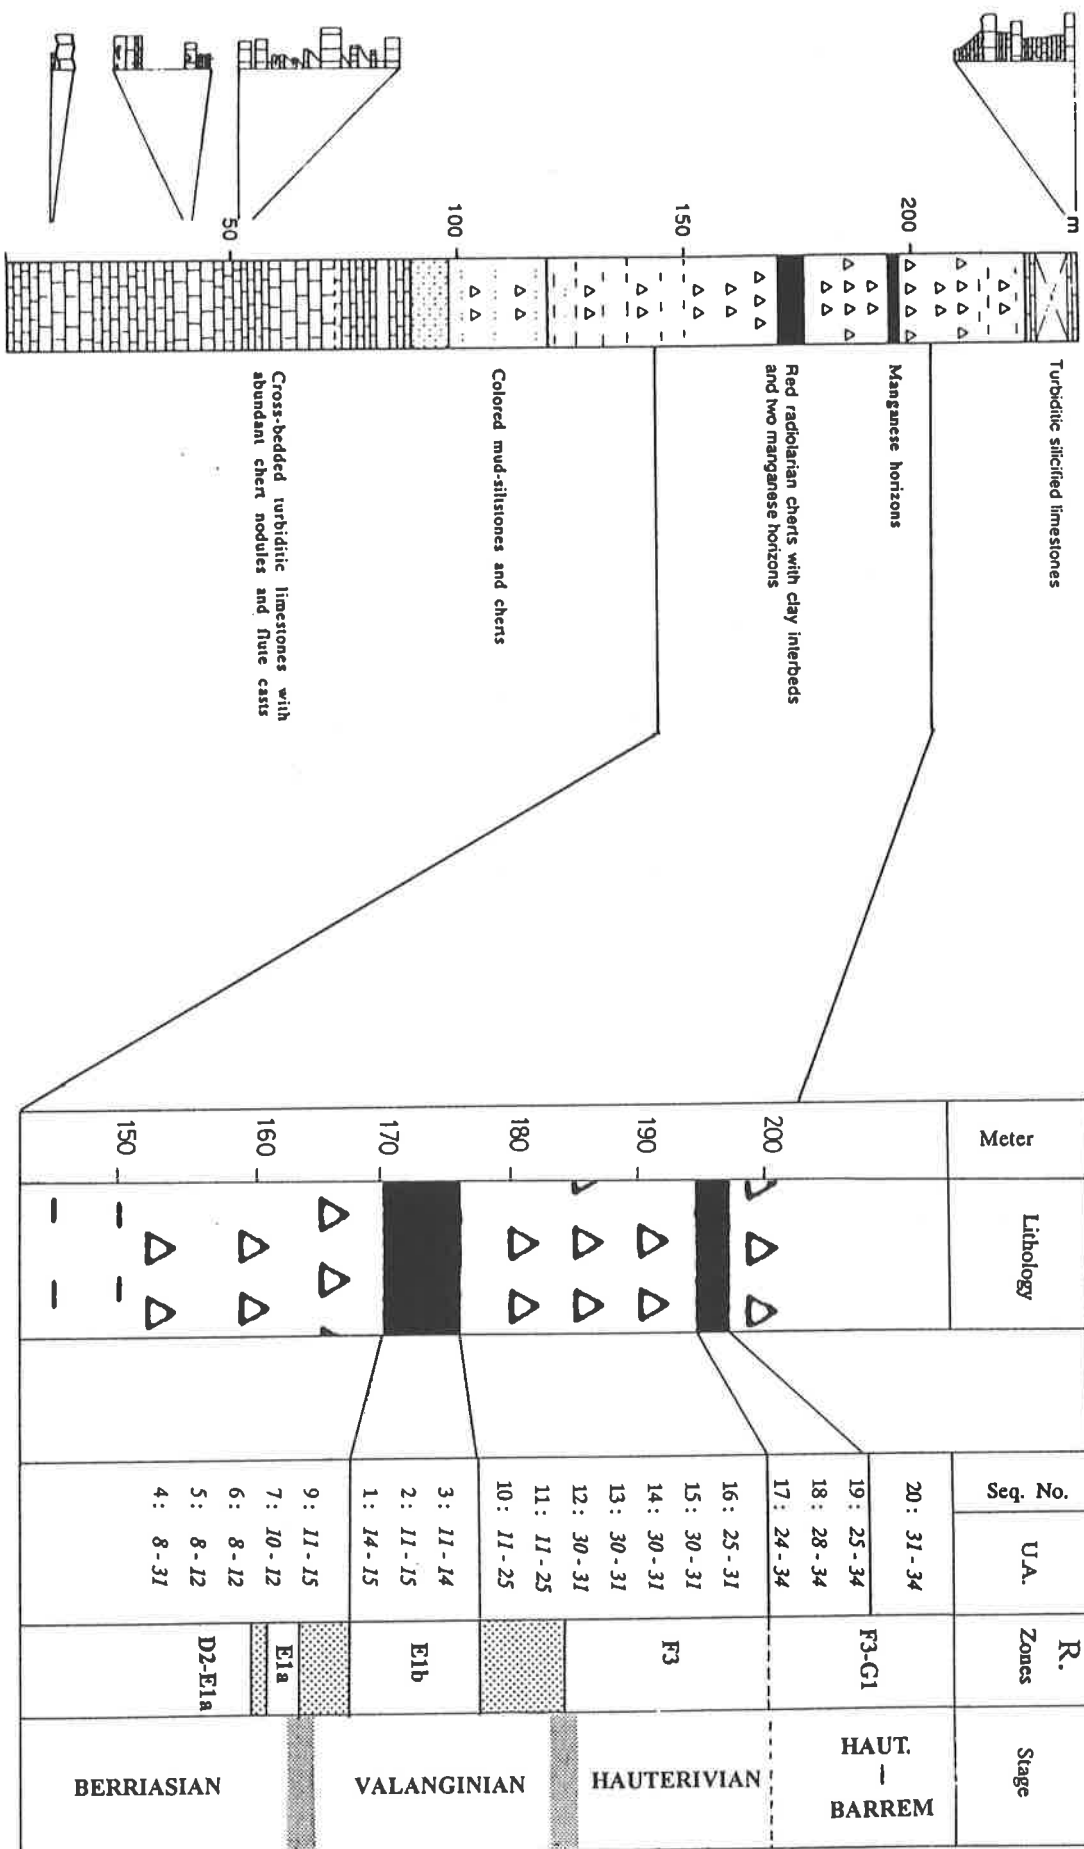 m
200
150
100
50
Turbiditic silicified limestones
Manganese horizons
Red radiolarian cherts with clay interbeds
and two manganese horizons
Colored mud-siltstones and cherts
Cross-bedded turbiditic limestones with
abundant chert nodules and flute casts
Meter
Lithology
Seq. No.
U.A.
R.
Zones
Stage
200
190
180
170
160
150
20: 31-34
19: 25-34
18: 28-34
17: 24-34
16: 25-31
15: 30-31
14: 30-31
13: 30-31
12: 30-31
11: 11-25
10: 11-25
3: 11-14
2: 11-15
1: 14-15
9: 11-15
7: 10-12
6: 8-12
5: 8-12
4: 8-31
F3-G1
F3
E1b
E1a
D2-E1a
HAUT.
–
BARREM
HAUTERIVIAN
VALANGINIAN
BERRIASIAN